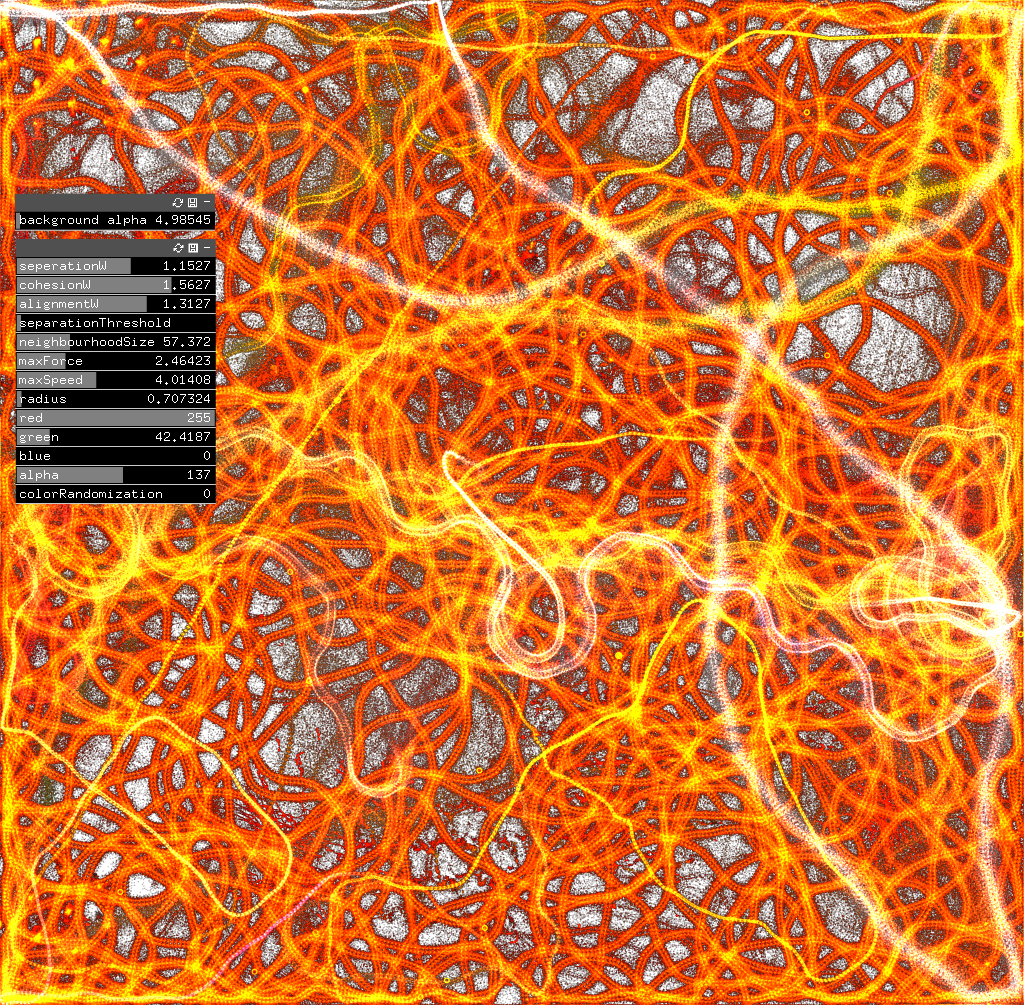 background alpha 4.98545
seperationW 1.1527
cohesionW 1.5627
alignmentW 1.3127
separationThreshold
neighbourhoodSize 57.372
maxForce 2.46423
maxSpeed 4.01408
radius 0.707324
red 255
green 42.4187
blue 0
alpha 137
colorRandomization 0